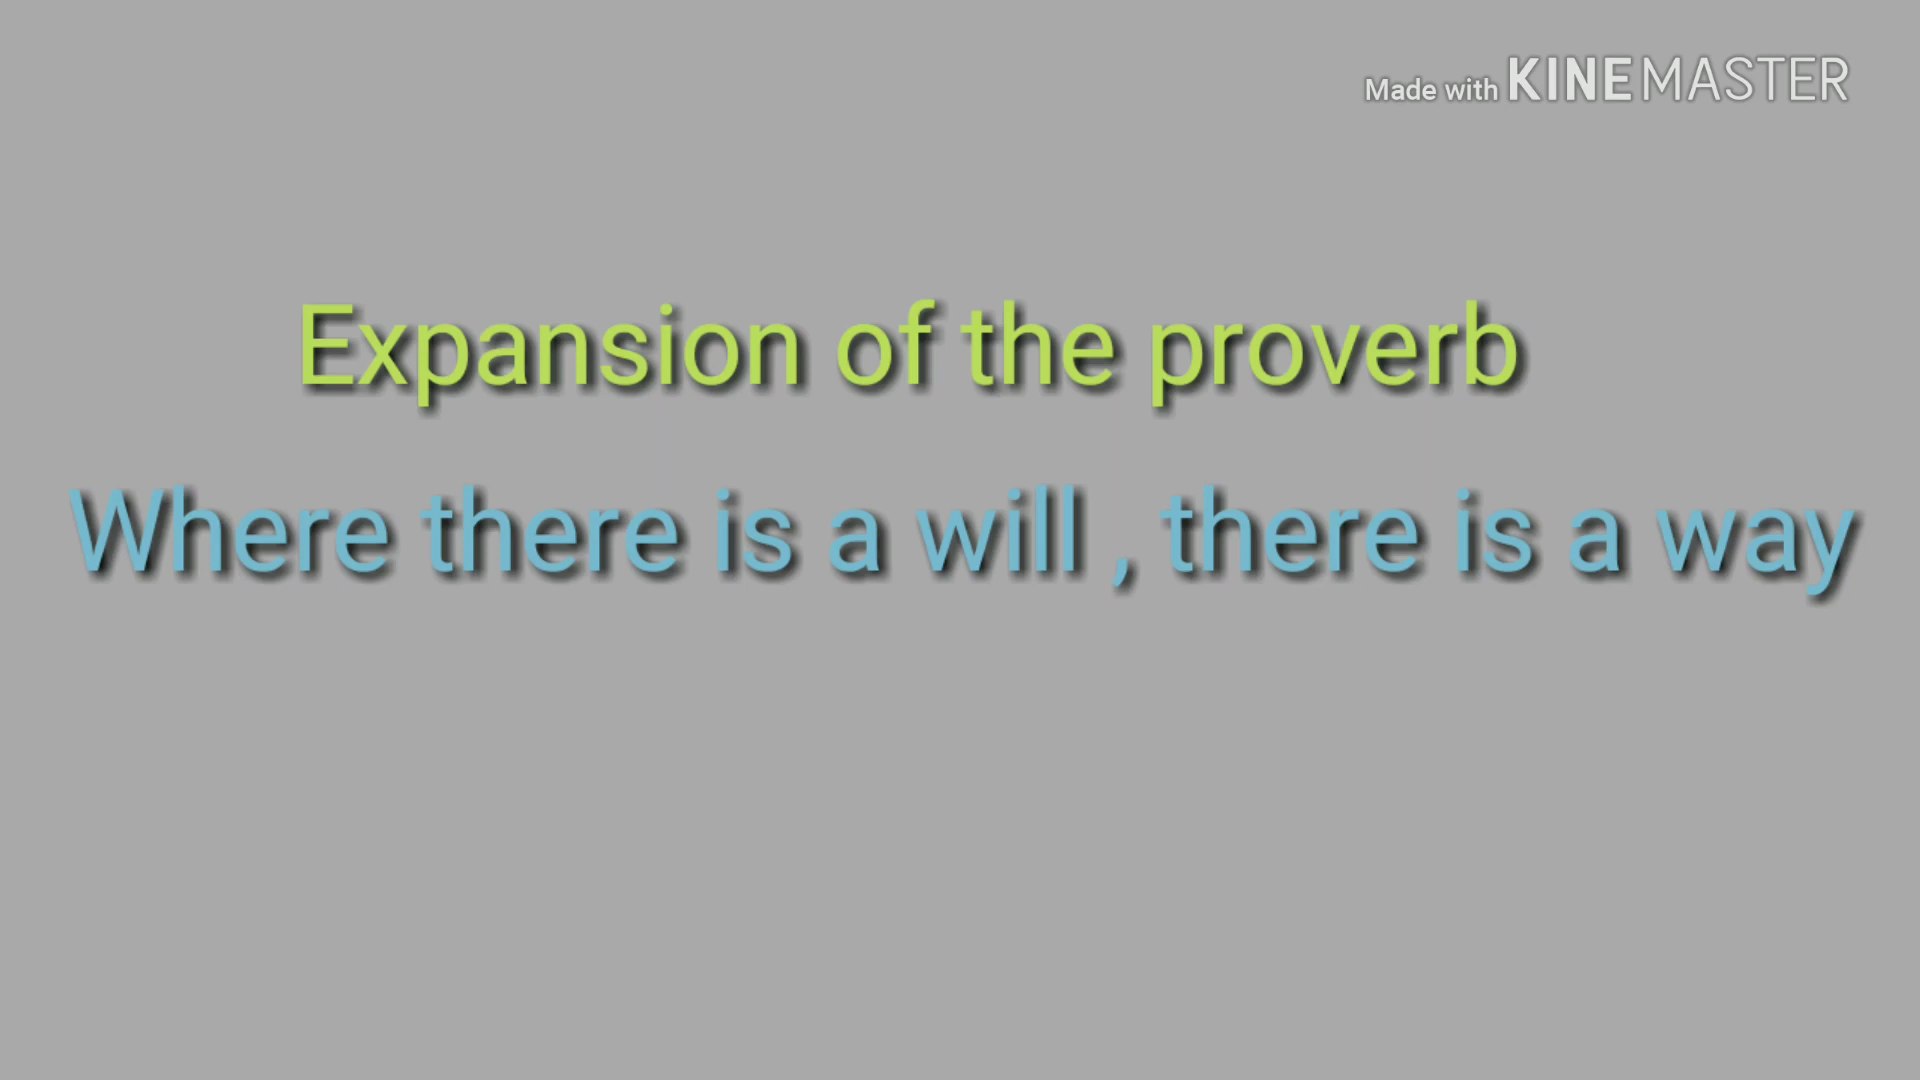 Made with KINEMASTER
Expansion of the proverb
Where there is a will , there is a way